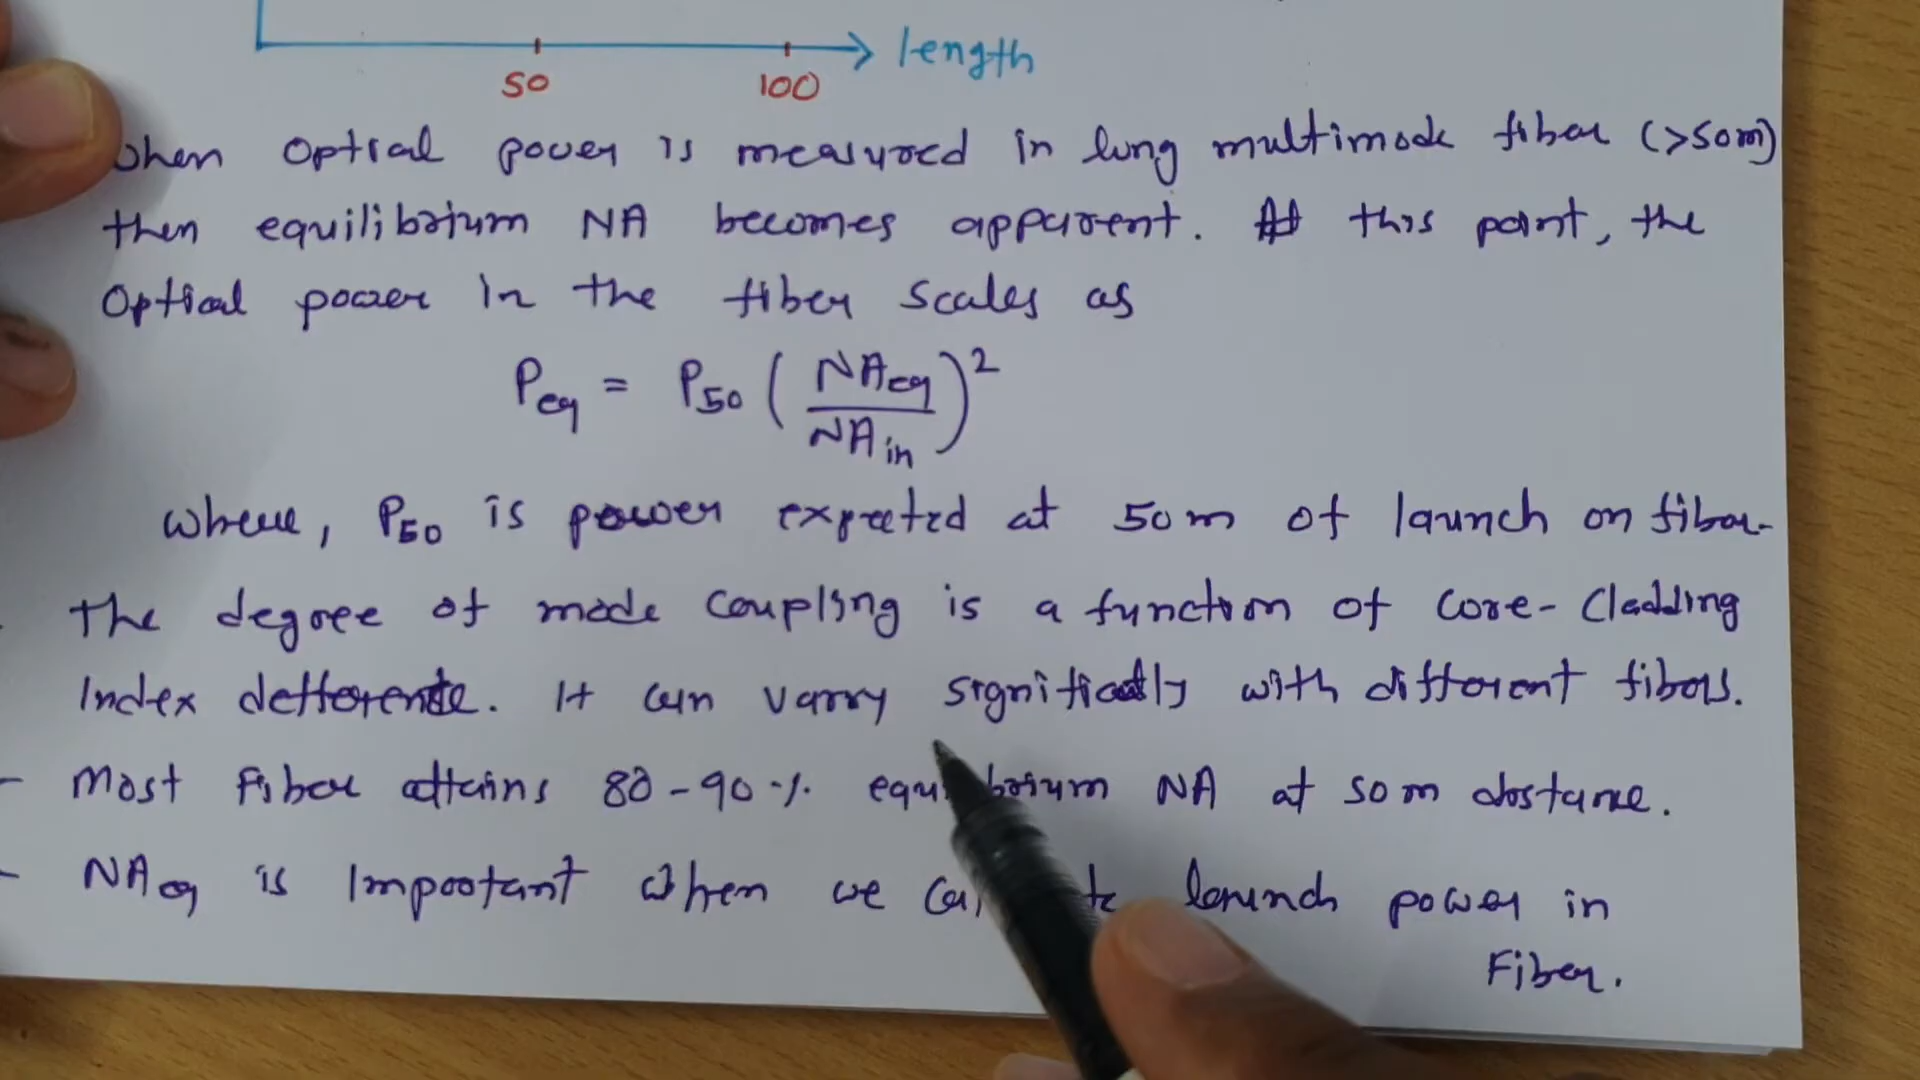 length
50 100
when optical power is measured in long multimode fiber (>50m)
then equilibrium NA becomes apparent. At this point, the
Optical power in the fiber scales as
Peq = P50 (NAeq / NAin)²
where, P50 is power expected at 50m of launch on fiber.
The degree of mode coupling is a function of core-cladding
Index defference. It can varry significatly with different fibers.
- Most Fiber attains 80-90% equilibrium NA at 50m distance.
- NAeq is Important when we launch power in
Fiber.